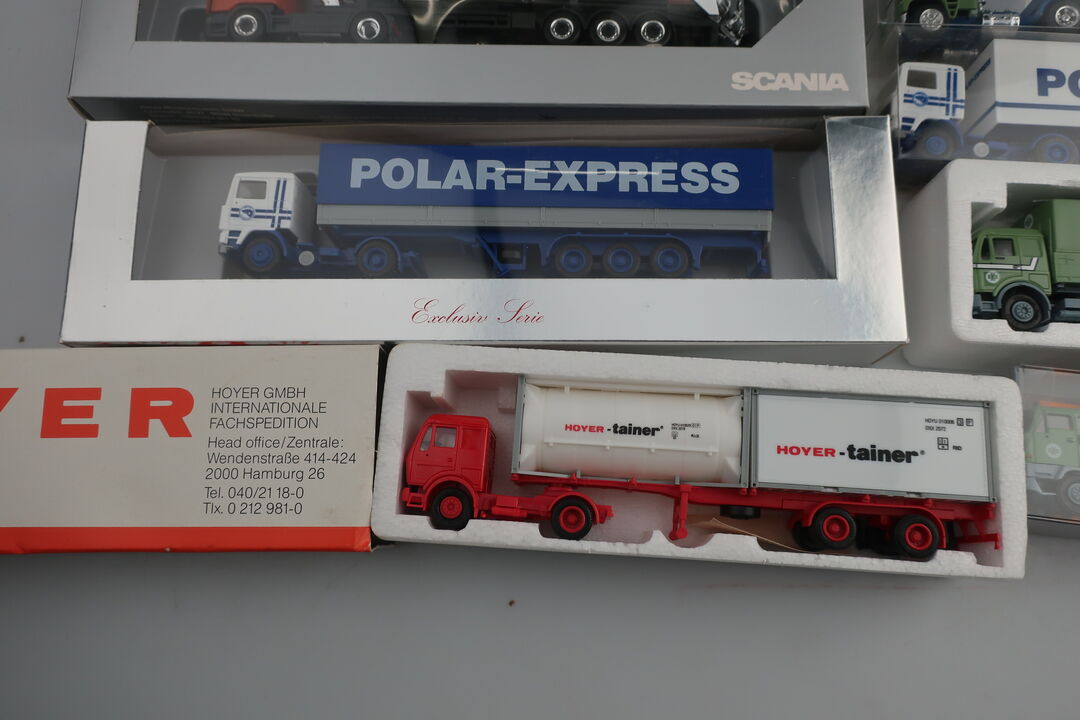 SCANIA
PO
POLAR-EXPRESS
Exclusiv Serie
YER
HOYER GMBH
INTERNATIONALE
FACHSPEDITION
Head office/Zentrale:
Wendenstraße 414-424
2000 Hamburg 26
Tel. 040/21 18-0
Tlx. 0 212 981-0
HOYER-tainer®
HOYER-tainer®